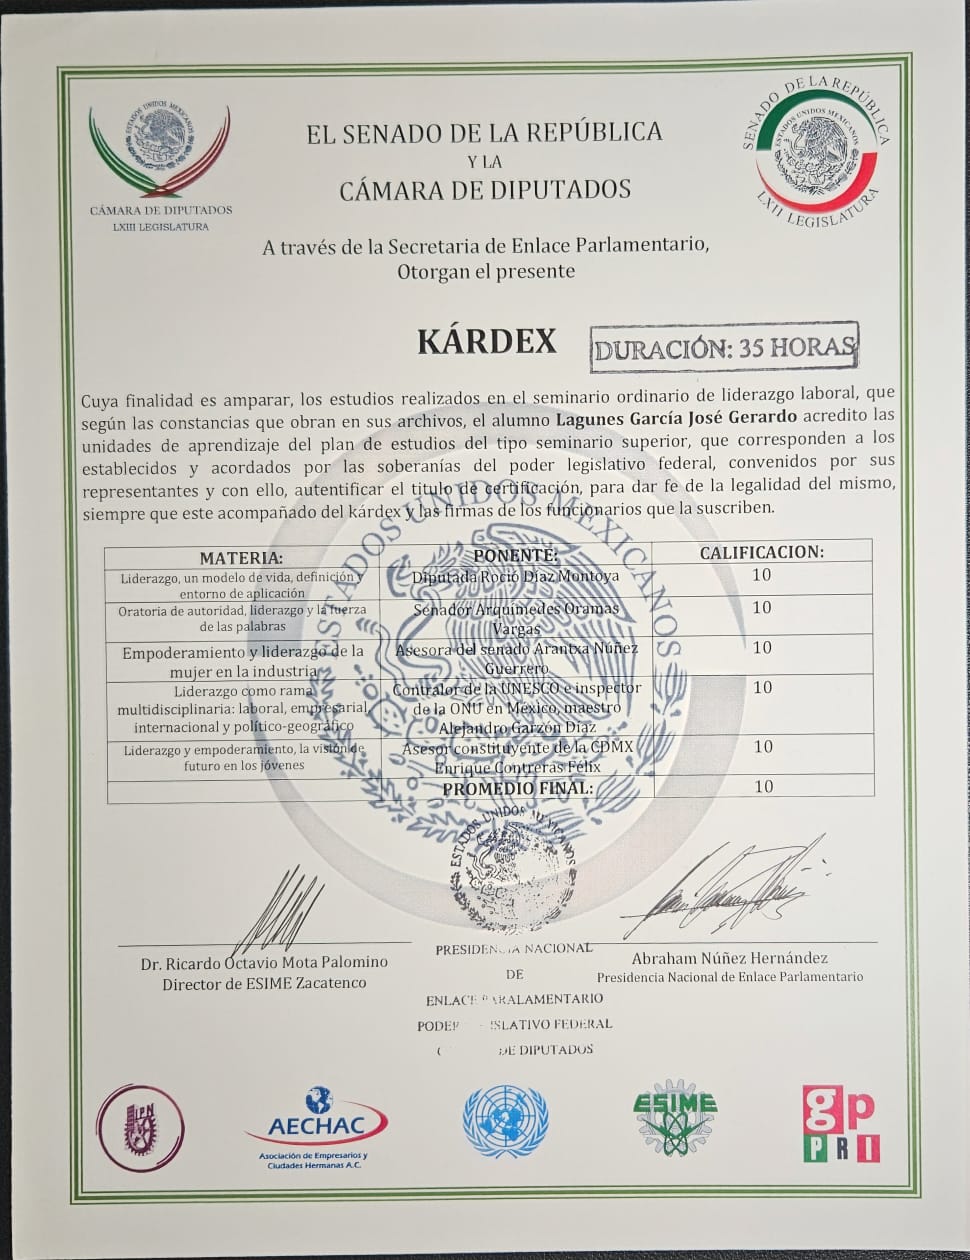 ESTADOS UNIDOS MEXICANOS
CÁMARA DE DIPUTADOS
LXIII LEGISLATURA
SENADO DE LA REPÚBLICA
ESTADOS UNIDOS MEXICANOS
LXII LEGISLATURA
EL SENADO DE LA REPÚBLICA
Y LA
CÁMARA DE DIPUTADOS
A través de la Secretaria de Enlace Parlamentario,
Otorgan el presente
KÁRDEX
DURACIÓN: 35 HORAS
Cuya finalidad es amparar, los estudios realizados en el seminario ordinario de liderazgo laboral, que
según las constancias que obran en sus archivos, el alumno Lagunes García José Gerardo acredito las
unidades de aprendizaje del plan de estudios del tipo seminario superior, que corresponden a los
establecidos y acordados por las soberanías del poder legislativo federal, convenidos por sus
representantes y con ello, autentificar el titulo de certificación, para dar fe de la legalidad del mismo,
siempre que este acompañado del kárdex y las firmas de los funcionarios que la suscriben.
ESTADOS UNIDOS MEXICANOS
MATERIA: PONENTE: CALIFICACION:
Liderazgo, un modelo de vida, definición y
entorno de aplicación
Diputada Roció Díaz Montoya
10
Oratoria de autoridad, liderazgo y la fuerza
de las palabras
Senador Arquímedes Oramas
Vargas
10
Empoderamiento y liderazgo de la
mujer en la industria
Asesora del senado Arantxa Núñez
Guerrero
10
Liderazgo como rama
multidisciplinaria: laboral, empresarial,
internacional y político-geográfico
Contralor de la UNESCO e inspector
de la ONU en México, maestro
Alejandro Garzón Díaz
10
Liderazgo y empoderamiento, la visión de
futuro en los jóvenes
Asesor constituyente de la CDMX
Enrique Contreras Félix
10
PROMEDIO FINAL: 10
ESTADOS UNIDOS MEXICANOS
Dr. Ricardo Octavio Mota Palomino
Director de ESIME Zacatenco
PRESIDENCIA NACIONAL
DE
ENLACE PARALAMENTARIO
FEDERAL
DE DIPUTADOS
Abraham Núñez Hernández
Presidencia Nacional de Enlace Parlamentario
IPN
AECHAC
Asociación de Empresarios y
Ciudades Hermanas A.C.
ESIME
gp
PRI